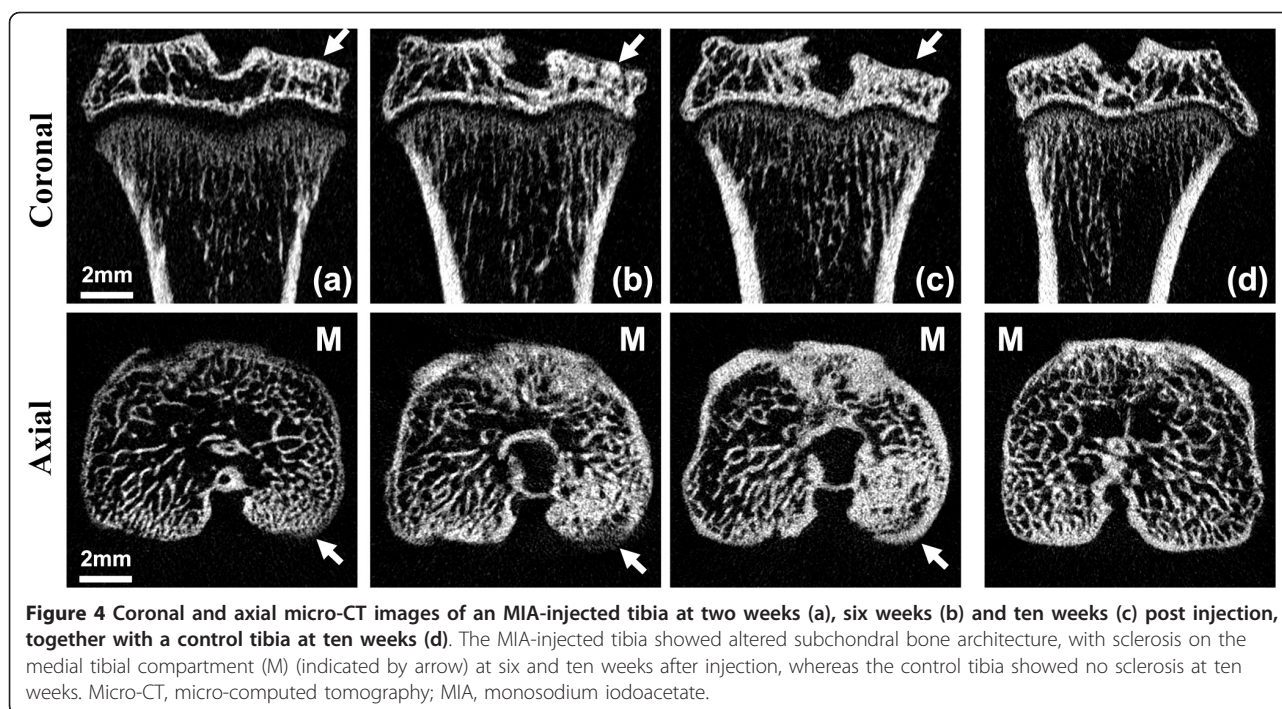 Coronal
2mm
(a)
(b)
(c)
(d)
Axial
M
M
M
M
2mm
Figure 4 Coronal and axial micro-CT images of an MIA-injected tibia at two weeks (a), six weeks (b) and ten weeks (c) post injection,
together with a control tibia at ten weeks (d). The MIA-injected tibia showed altered subchondral bone architecture, with sclerosis on the
medial tibial compartment (M) (indicated by arrow) at six and ten weeks after injection, whereas the control tibia showed no sclerosis at ten
weeks. Micro-CT, micro-computed tomography; MIA, monosodium iodoacetate.